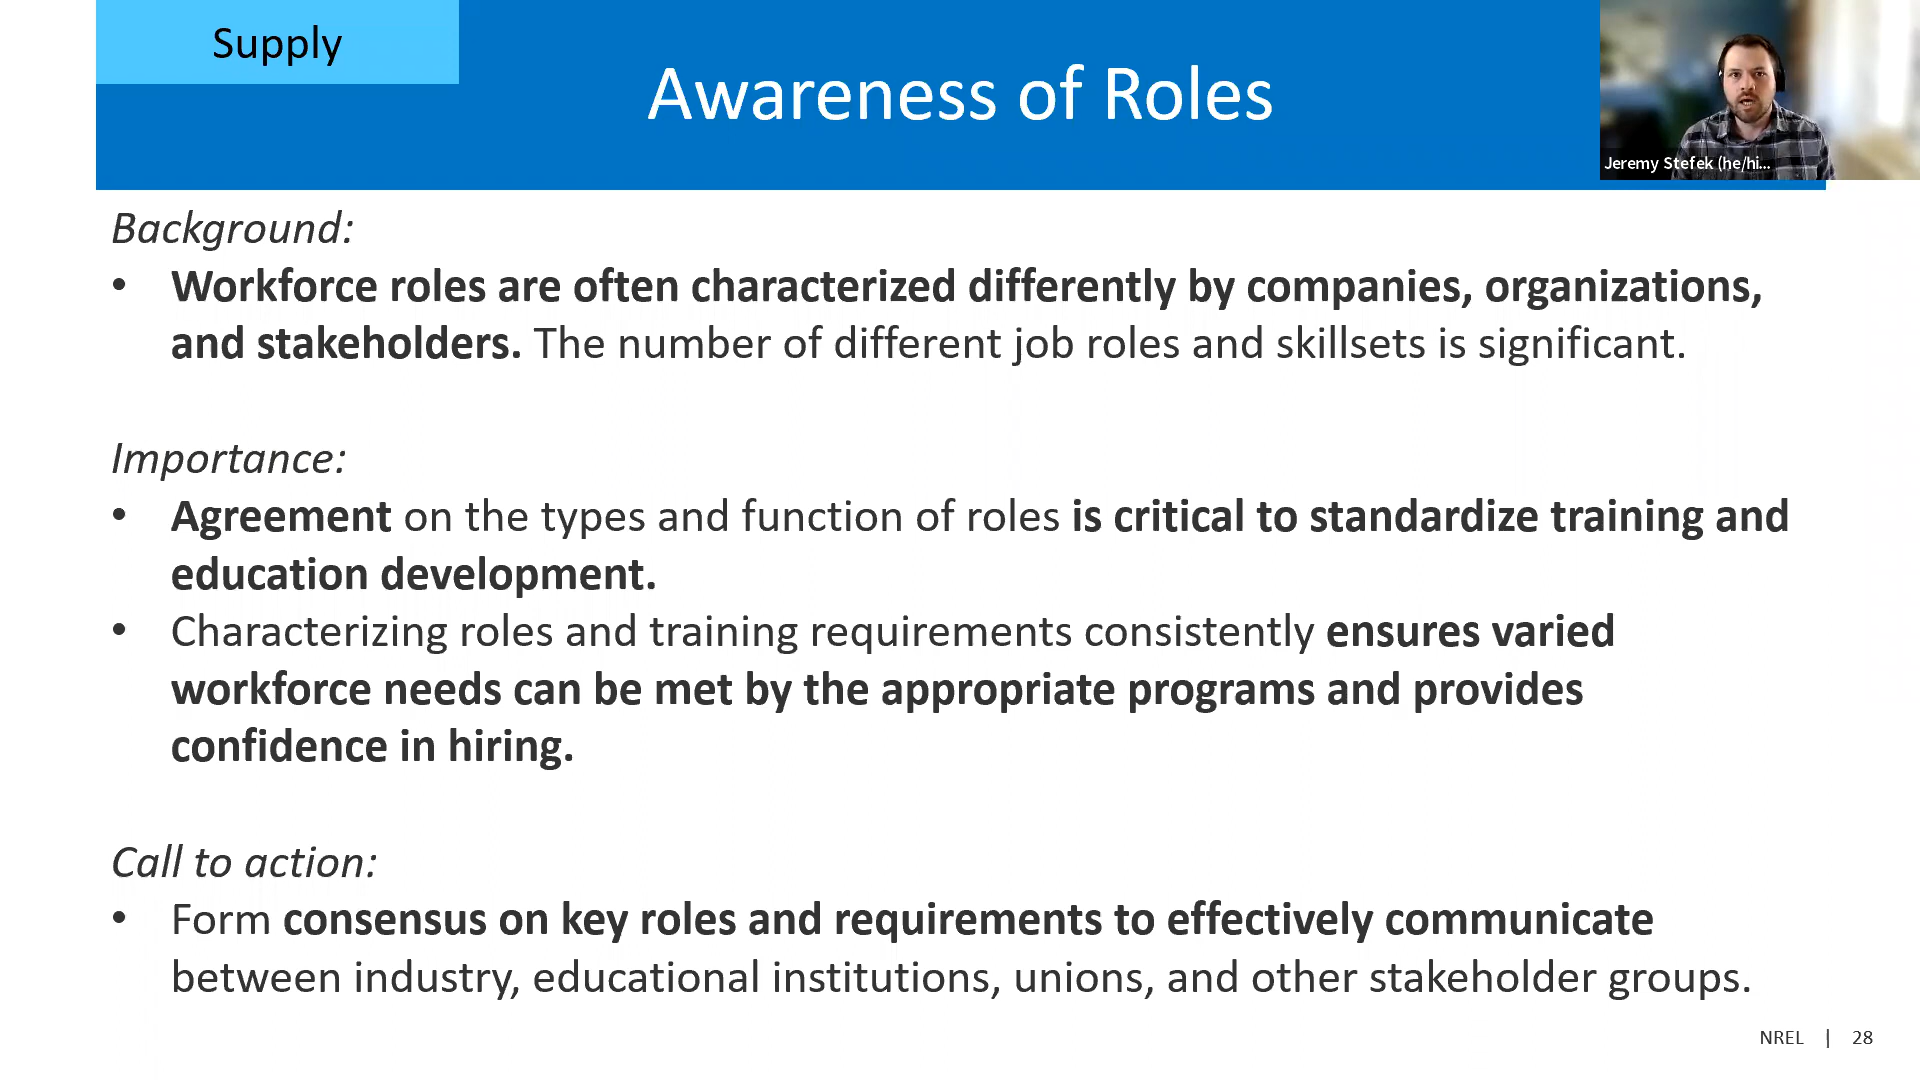 Supply
Awareness of Roles
Jeremy Stefek (he/hi...
Background:
• Workforce roles are often characterized differently by companies, organizations,
and stakeholders. The number of different job roles and skillsets is significant.
Importance:
• Agreement on the types and function of roles is critical to standardize training and
education development.
• Characterizing roles and training requirements consistently ensures varied
workforce needs can be met by the appropriate programs and provides
confidence in hiring.
Call to action:
• Form consensus on key roles and requirements to effectively communicate
between industry, educational institutions, unions, and other stakeholder groups.
NREL | 28